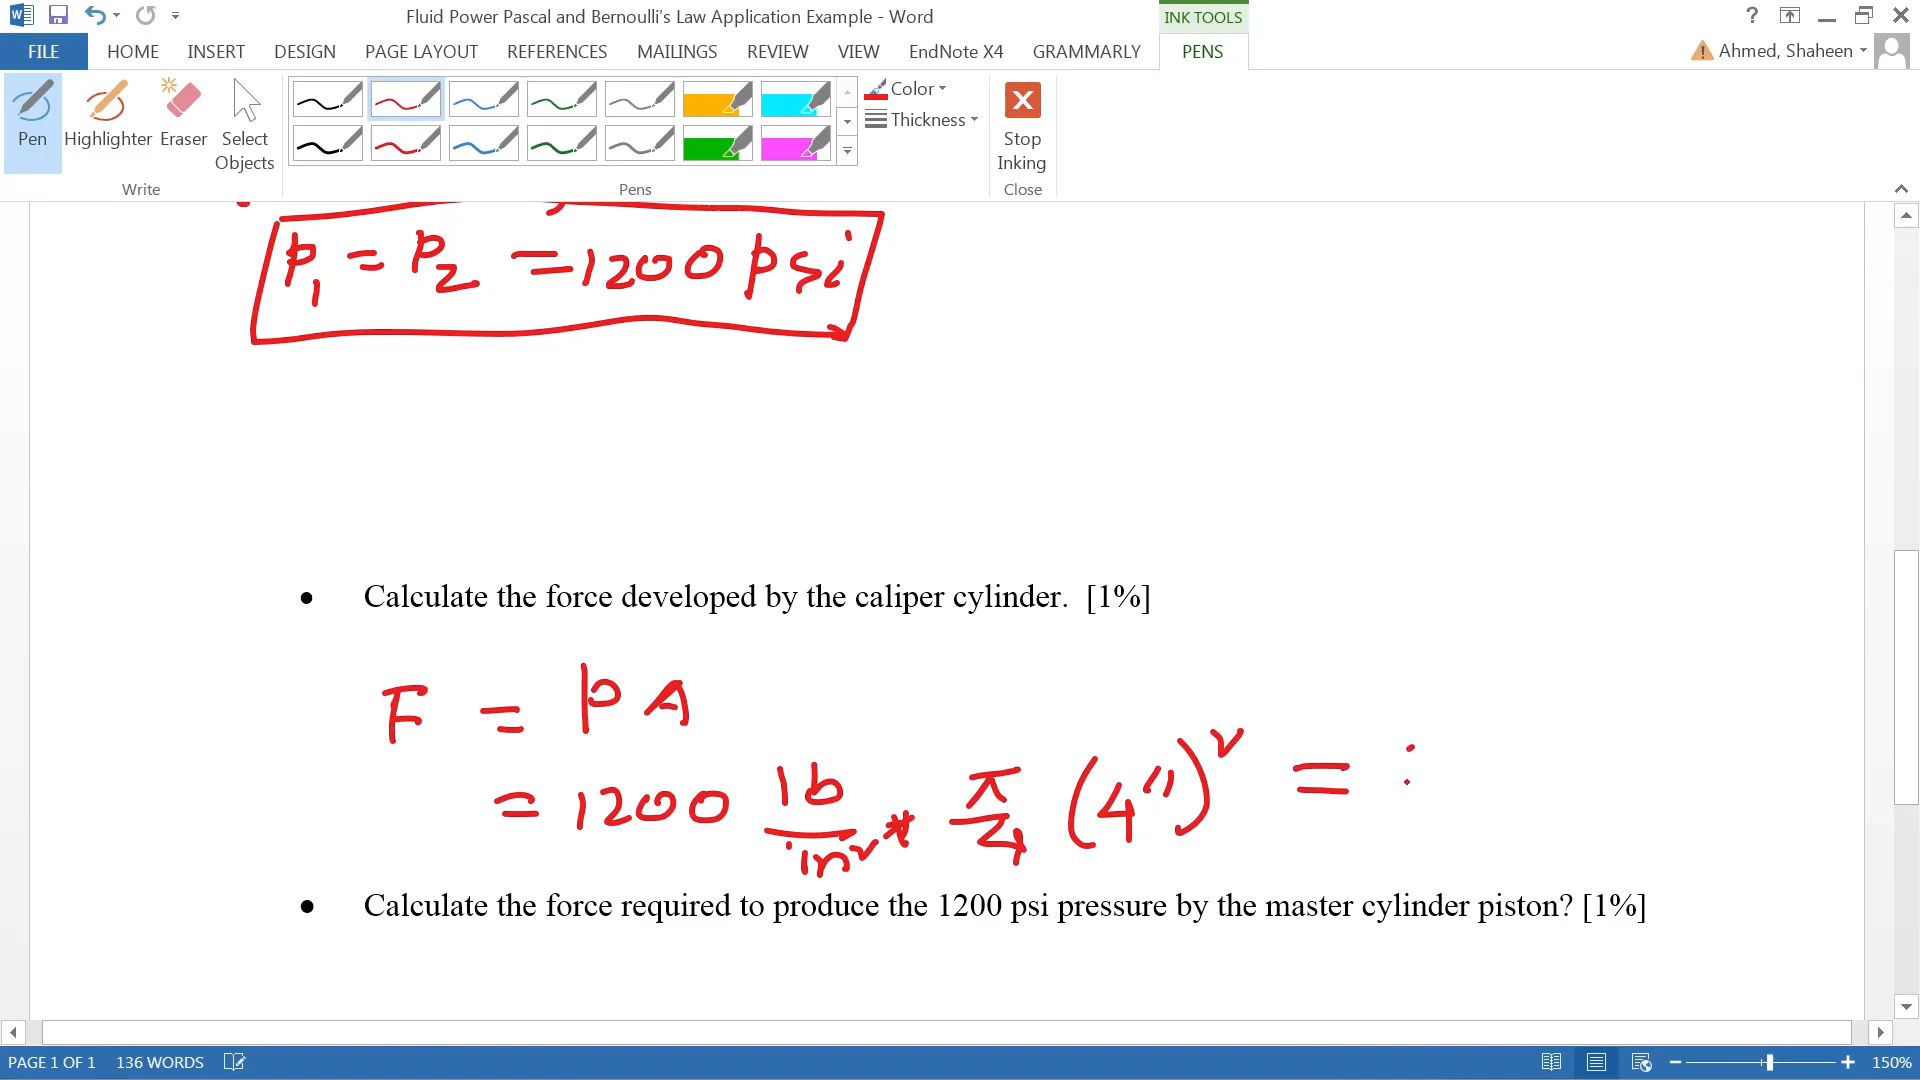 Fluid Power Pascal and Bernoulli's Law Application Example - Word
INK TOOLS
?
FILE HOME INSERT DESIGN PAGE LAYOUT REFERENCES MAILINGS REVIEW VIEW EndNote X4 GRAMMARLY PENS
Ahmed, Shaheen
Pen
Highlighter
Eraser
Select Objects
Color
Thickness
Stop Inking
Write
Pens
Close
P₁ = P₂ = 1200 psi
• Calculate the force developed by the caliper cylinder. [1%]
F = PA
= 1200 lb/in² * π/4 (4")² =
• Calculate the force required to produce the 1200 psi pressure by the master cylinder piston? [1%]
PAGE 1 OF 1 136 WORDS
150%